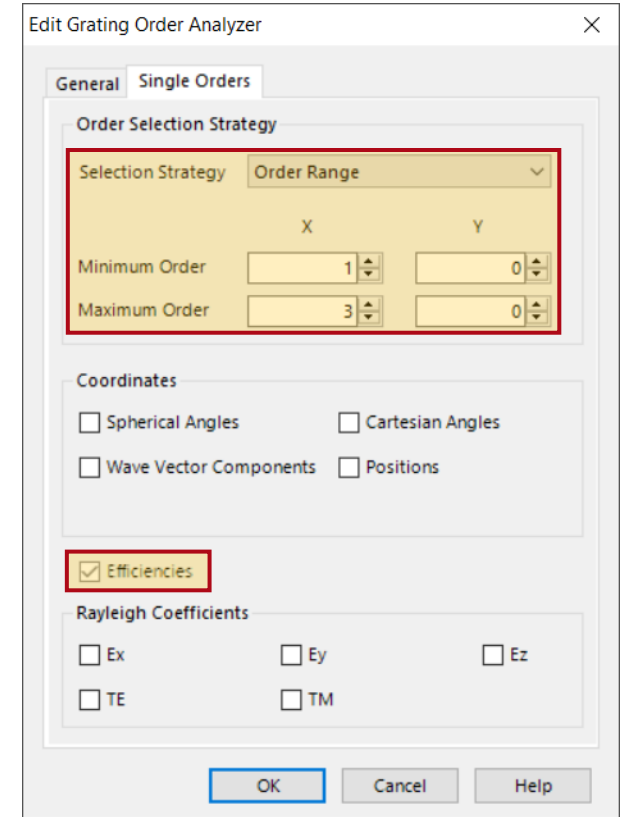 Edit Grating Order Analyzer
General Single Orders
Order Selection Strategy
Selection Strategy Order Range
X Y
Minimum Order 1 0
Maximum Order 3 0
Coordinates
Spherical Angles Cartesian Angles
Wave Vector Components Positions
Efficiencies
Rayleigh Coefficients
Ex Ey Ez
TE TM
OK Cancel Help